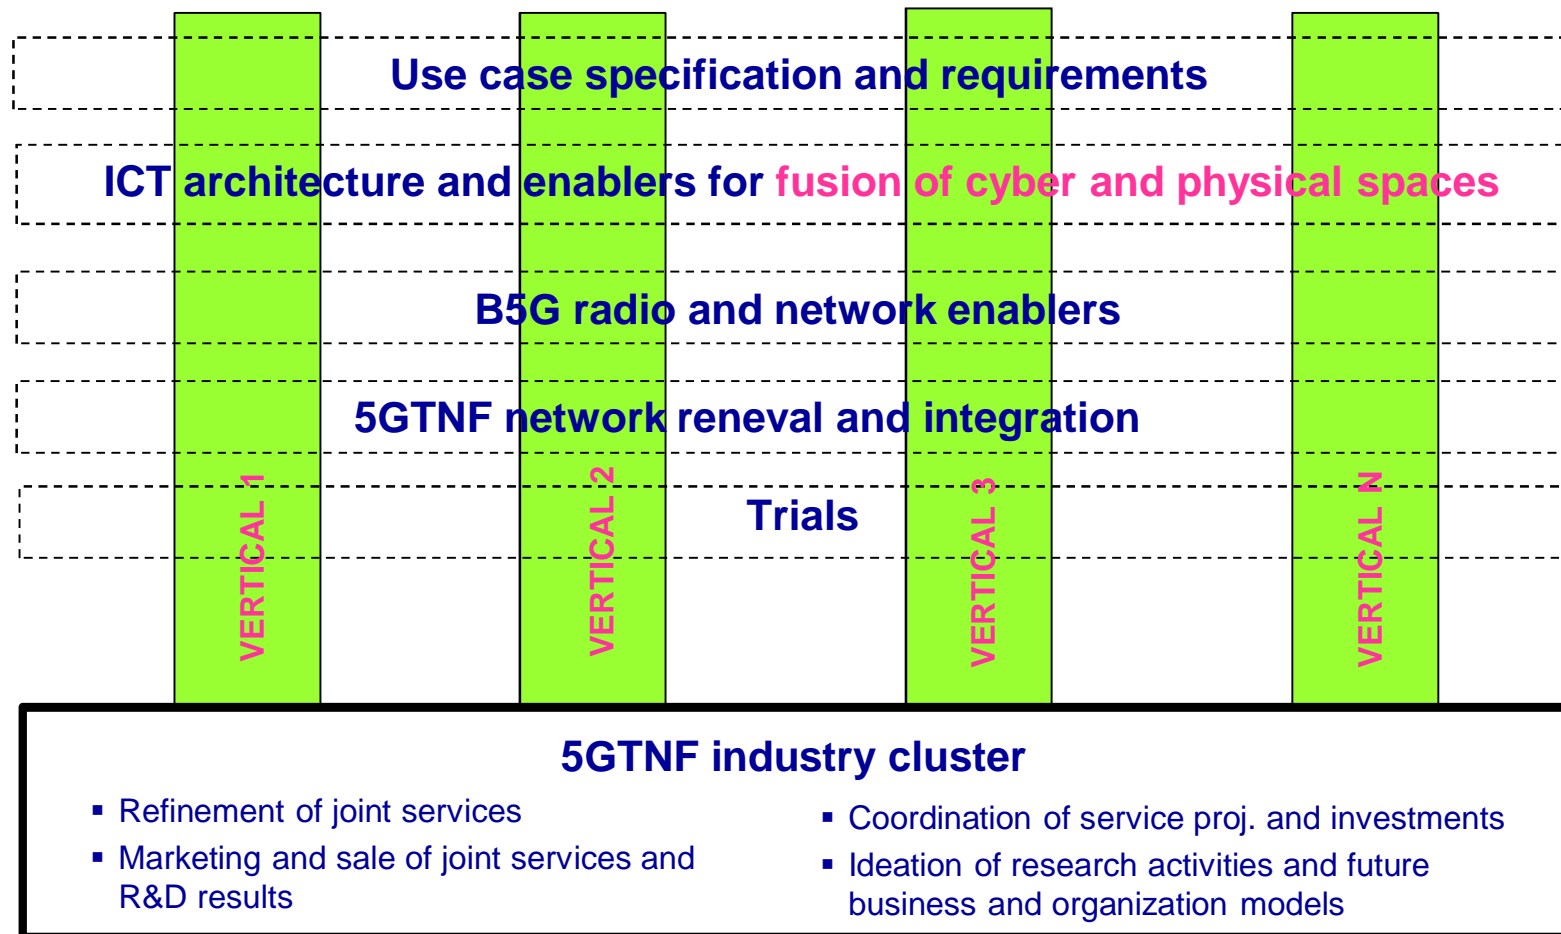 Use case specification and requirements
ICT architecture and enablers for fusion of cyber and physical spaces
B5G radio and network enablers
5GTNF network reneval and integration
Trials
VERTICAL 1
VERTICAL 2
VERTICAL 3
VERTICAL N
5GTNF industry cluster
▪ Refinement of joint services
▪ Marketing and sale of joint services and
R&D results
▪ Coordination of service proj. and investments
▪ Ideation of research activities and future
business and organization models